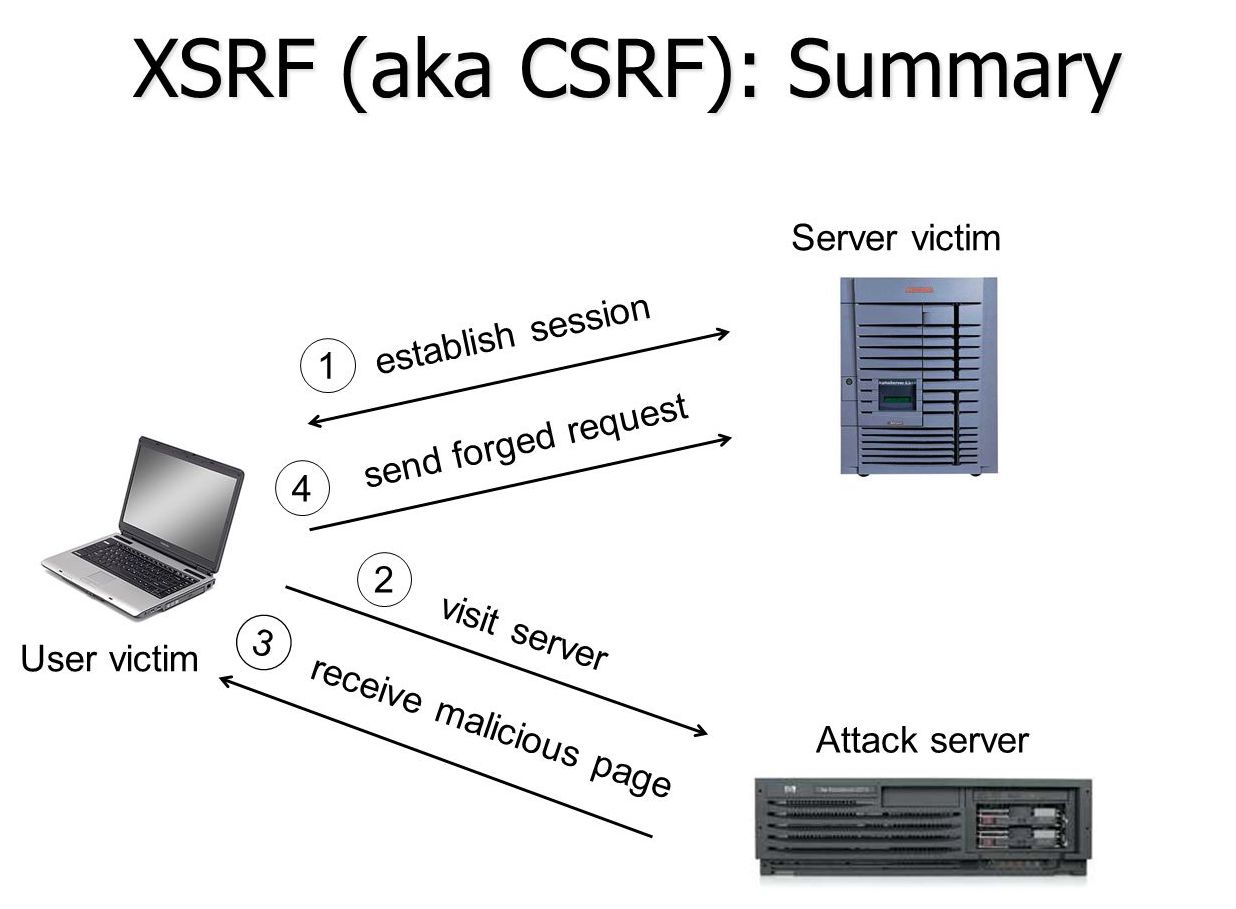 XSRF (aka CSRF): Summary
Server victim
1 establish session
4 send forged request
2 visit server
3 receive malicious page
User victim
Attack server
hp